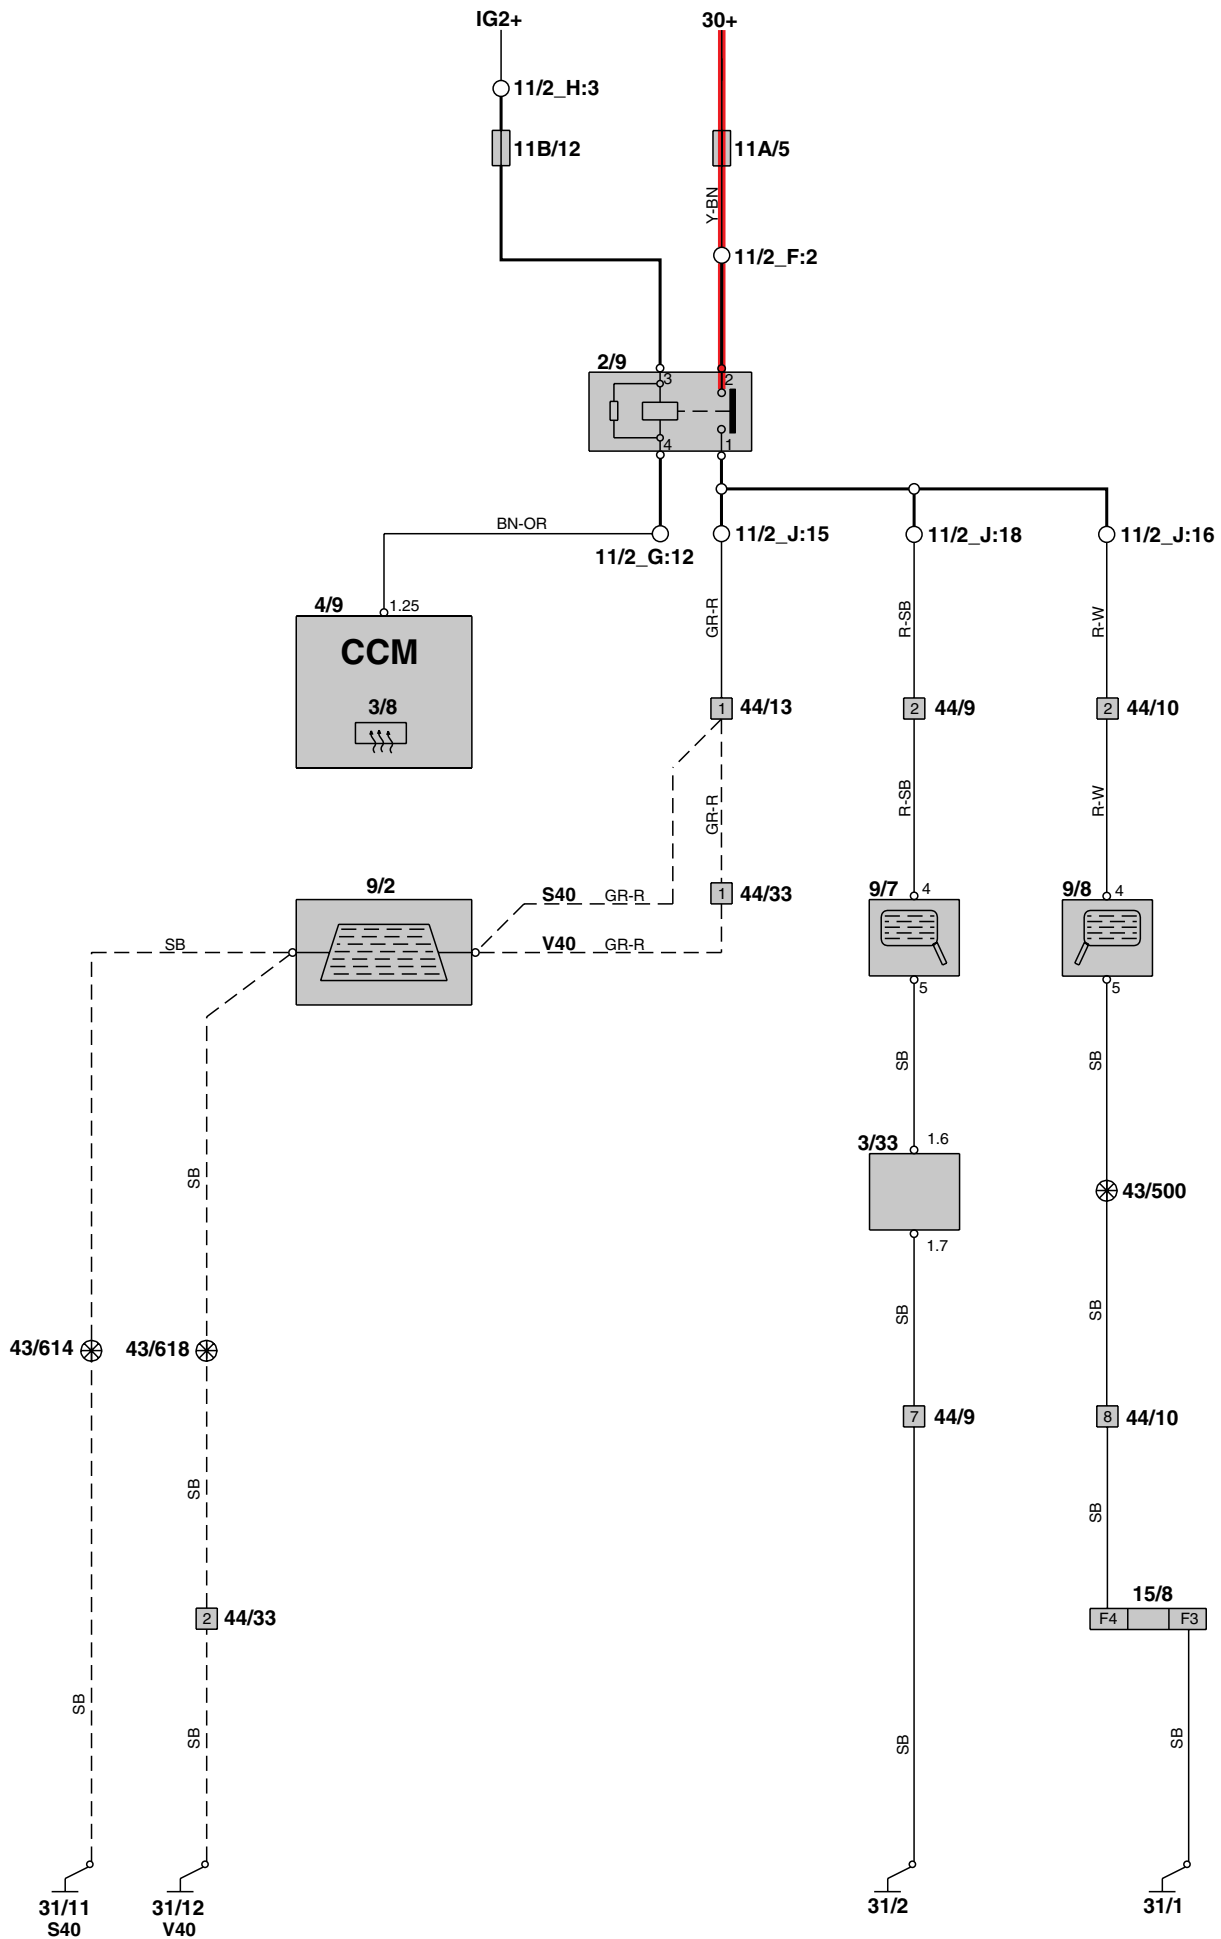 IG2+
30+
11/2_H:3
11B/12
11A/5
Y-BN
11/2_F:2
2/9
3
2
4
1
BN-OR
11/2_G:12
11/2_J:15
11/2_J:18
11/2_J:16
4/9
1.25
CCM
3/8
GR-R
R-SB
R-W
1
44/13
2
44/9
2
44/10
GR-R
R-SB
R-W
9/2
S40
GR-R
1
44/33
9/7
4
9/8
4
SB
V40
GR-R
5
5
SB
SB
3/33
1.6
SB
43/500
1.7
SB
SB
43/614
43/618
7
44/9
8
44/10
SB
SB
15/8
2
44/33
F4
F3
SB
SB
SB
SB
31/11
S40
31/12
V40
31/2
31/1